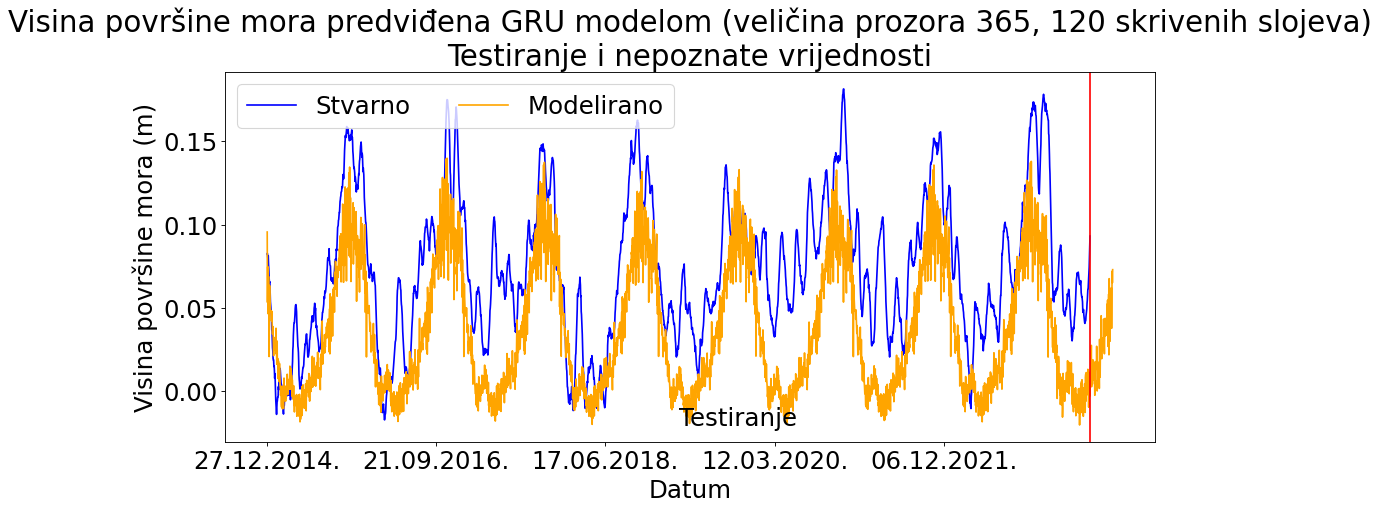 Visina površine mora predviđena GRU modelom (veličina prozora 365, 120 skrivenih slojeva)
Testiranje i nepoznate vrijednosti
Stvarno
Modelirano
Visina površine mora (m)
0.15
0.10
0.05
0.00
Testiranje
27.12.2014.
21.09.2016.
17.06.2018.
12.03.2020.
06.12.2021.
Datum